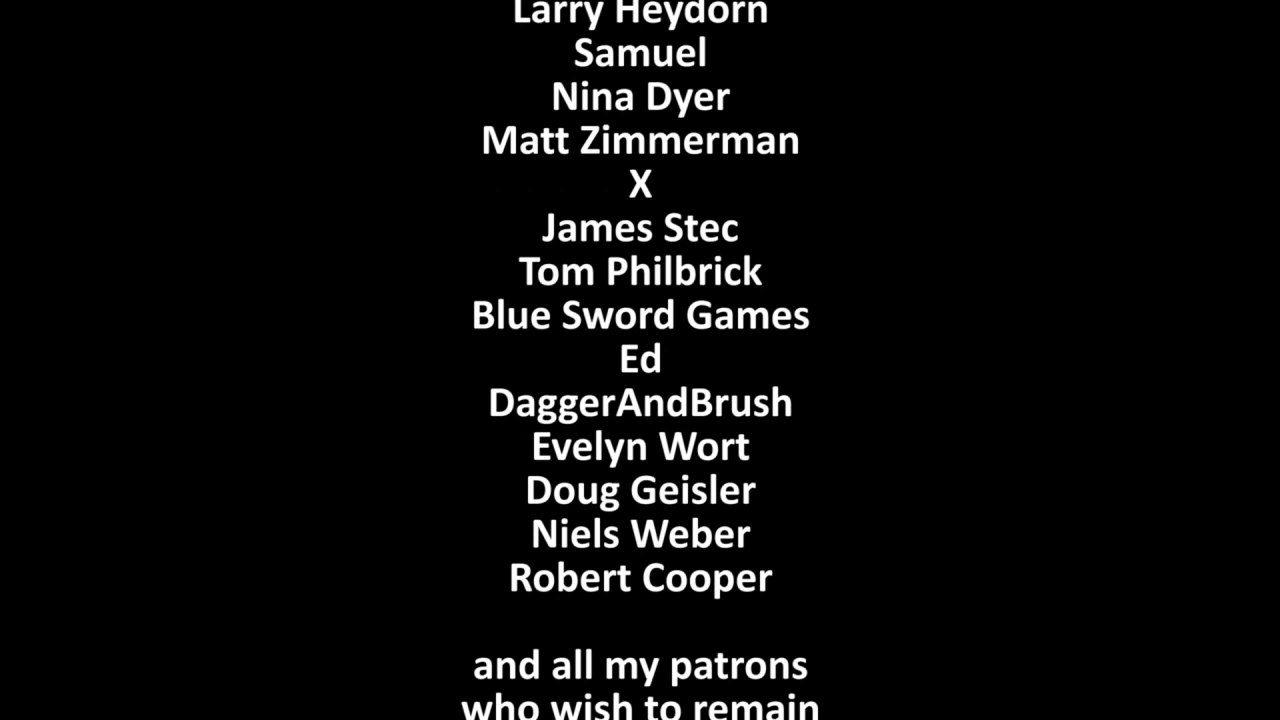 Larry Heydorn
Samuel
Nina Dyer
Matt Zimmerman
X
James Stec
Tom Philbrick
Blue Sword Games
Ed
DaggerAndBrush
Evelyn Wort
Doug Geisler
Niels Weber
Robert Cooper
and all my patrons
who wish to remain